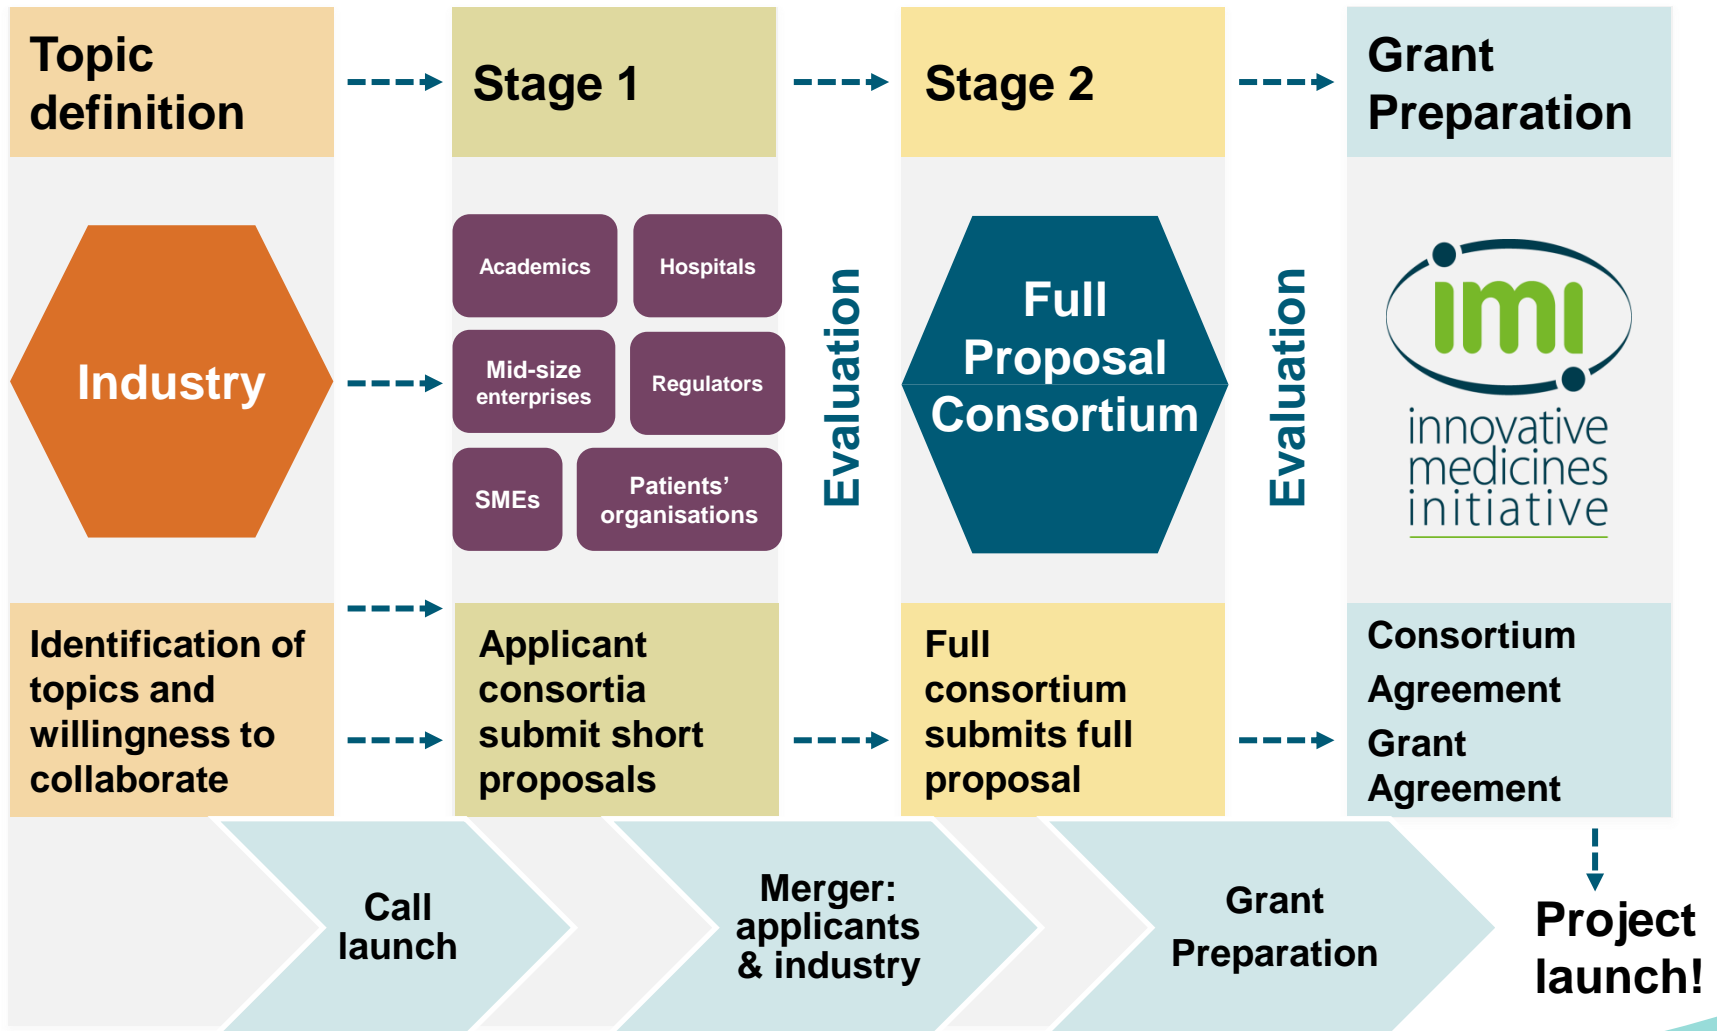 Topic
definition
Stage 1
Stage 2
Grant
Preparation
Industry
Academics
Hospitals
Mid-size
enterprises
Regulators
SMEs
Patients’
organisations
Evaluation
Full
Proposal
Consortium
Evaluation
imi
innovative
medicines
initiative
Identification of
topics and
willingness to
collaborate
Applicant
consortia
submit short
proposals
Full
consortium
submits full
proposal
Consortium
Agreement
Grant
Agreement
Call
launch
Merger:
applicants
& industry
Grant
Preparation
Project
launch!